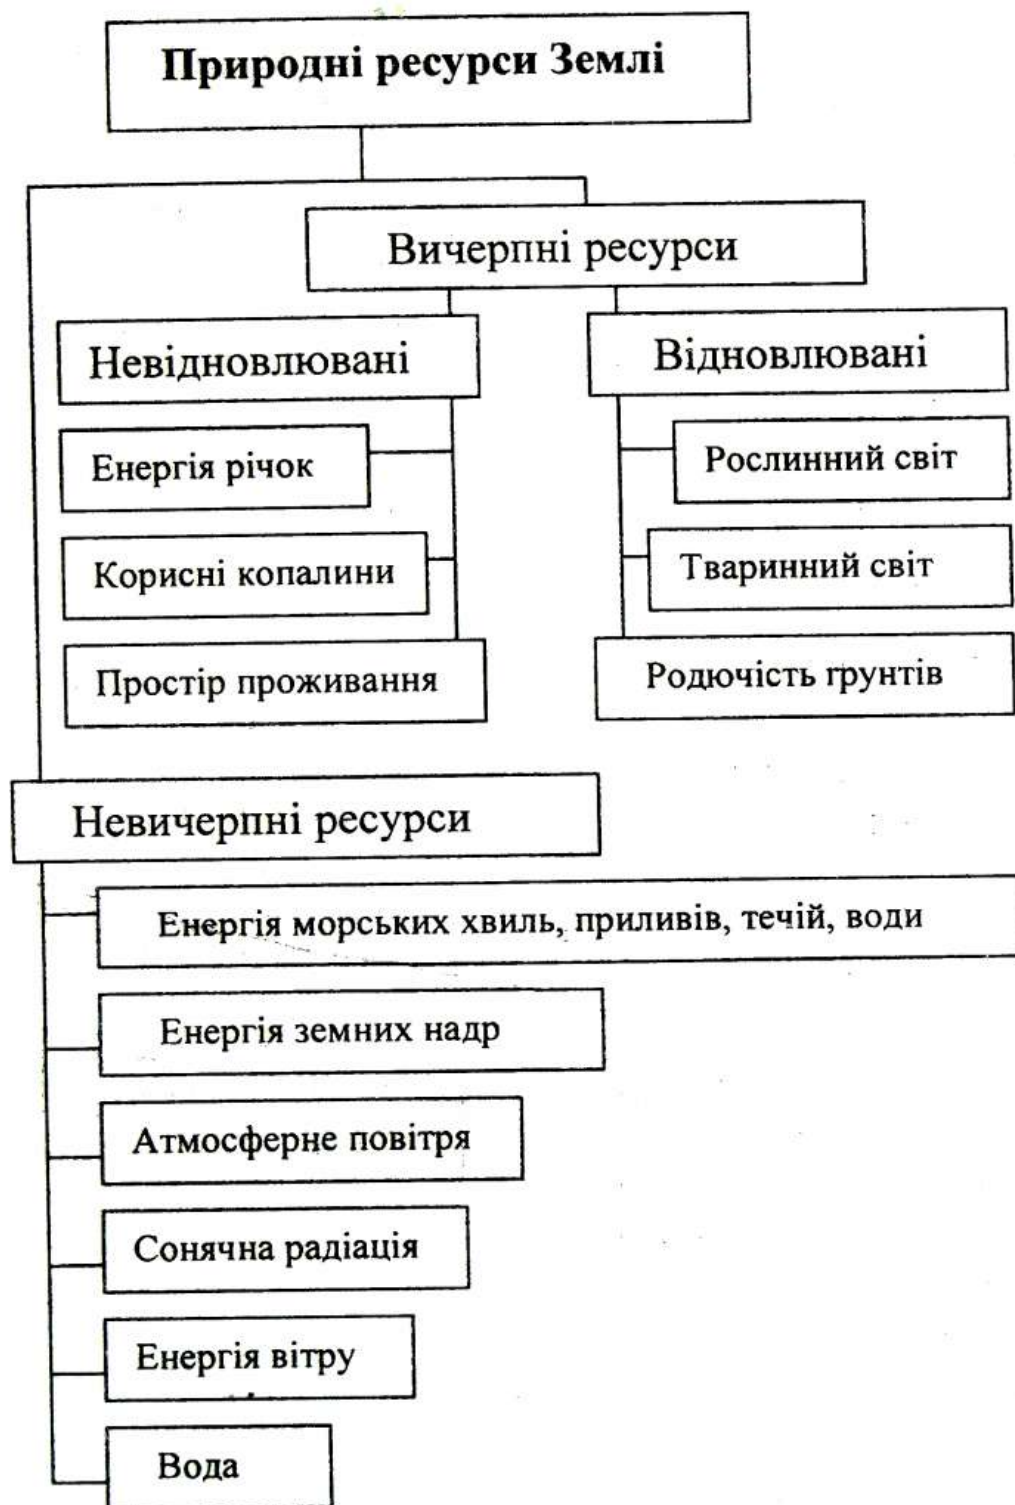 Природні ресурси Землі
Вичерпні ресурси
Невідновлювані
Відновлювані
Енергія річок
Рослинний світ
Корисні копалини
Тваринний світ
Простір проживання
Родючість грунтів
Невичерпні ресурси
Енергія морських хвиль, приливів, течій, води
Енергія земних надр
Атмосферне повітря
Сонячна радіація
Енергія вітру
Вода